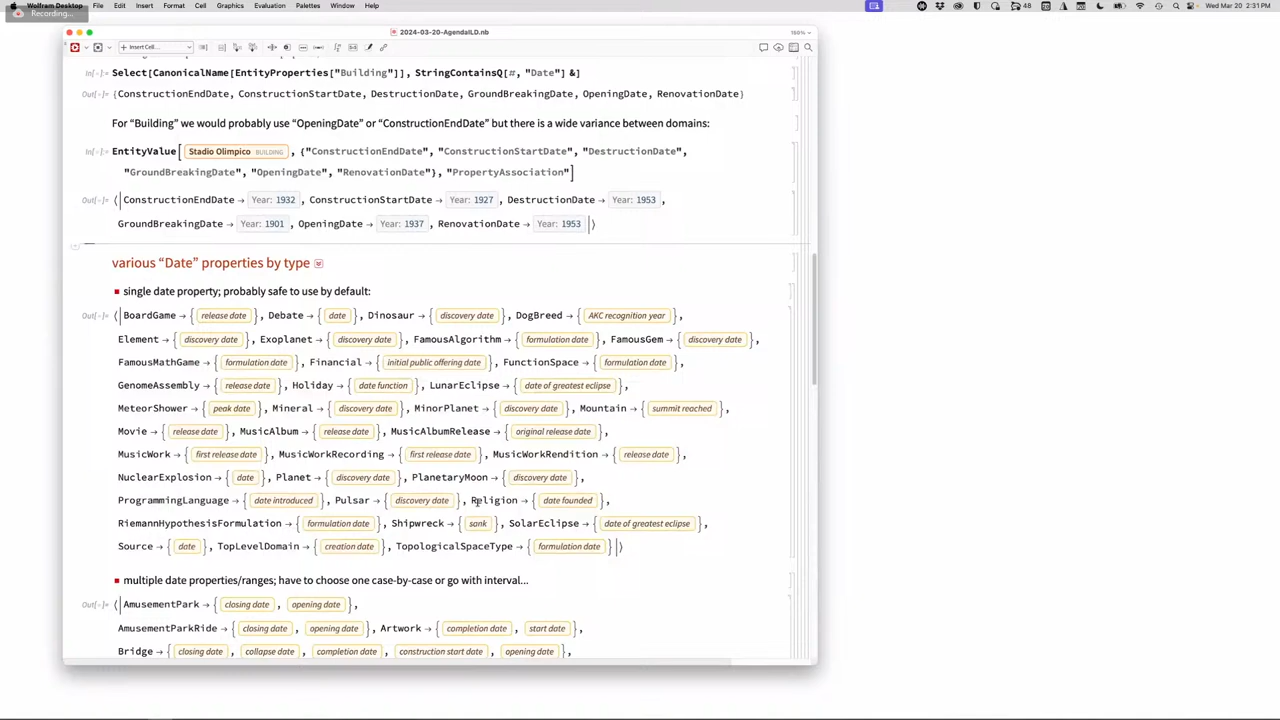 Wolfram Desktop File Edit Insert Format Cell Graphics Evaluation Palettes Window Help 48 Wed Mar 20 2:31 PM
Recording...
2024-03-20-AgendaILD.nb
100%
Insert Cell...
In[•]:= Select[CanonicalName[EntityProperties["Building"]], StringContainsQ[#, "Date"] &]
Out[•]= {ConstructionEndDate, ConstructionStartDate, DestructionDate, GroundBreakingDate, OpeningDate, RenovationDate}
For “Building” we would probably use “OpeningDate” or “ConstructionEndDate” but there is a wide variance between domains:
In[•]:= EntityValue[ Stadio Olimpico BUILDING , {"ConstructionEndDate", "ConstructionStartDate", "DestructionDate",
"GroundBreakingDate", "OpeningDate", "RenovationDate"}, "PropertyAssociation"]
Out[•]= <| ConstructionEndDate → Year: 1932 , ConstructionStartDate → Year: 1927 , DestructionDate → Year: 1953 ,
GroundBreakingDate → Year: 1901 , OpeningDate → Year: 1937 , RenovationDate → Year: 1953 |>
various “Date” properties by type
■ single date property; probably safe to use by default:
Out[•]= <| BoardGame → { release date }, Debate → { date }, Dinosaur → { discovery date }, DogBreed → { AKC recognition year },
Element → { discovery date }, Exoplanet → { discovery date }, FamousAlgorithm → { formulation date }, FamousGem → { discovery date },
FamousMathGame → { formulation date }, Financial → { initial public offering date }, FunctionSpace → { formulation date },
GenomeAssembly → { release date }, Holiday → { date function }, LunarEclipse → { date of greatest eclipse },
MeteorShower → { peak date }, Mineral → { discovery date }, MinorPlanet → { discovery date }, Mountain → { summit reached },
Movie → { release date }, MusicAlbum → { release date }, MusicAlbumRelease → { original release date },
MusicWork → { first release date }, MusicWorkRecording → { first release date }, MusicWorkRendition → { release date },
NuclearExplosion → { date }, Planet → { discovery date }, PlanetaryMoon → { discovery date },
ProgrammingLanguage → { date introduced }, Pulsar → { discovery date }, Religion → { date founded },
RiemannHypothesisFormulation → { formulation date }, Shipwreck → { sank }, SolarEclipse → { date of greatest eclipse },
Source → { date }, TopLevelDomain → { creation date }, TopologicalSpaceType → { formulation date } |>
■ multiple date properties/ranges; have to choose one case-by-case or go with interval...
Out[•]= <| AmusementPark → { closing date , opening date },
AmusementParkRide → { closing date , opening date }, Artwork → { completion date , start date },
Bridge → { closing date , collapse date , completion date , construction start date , opening date },